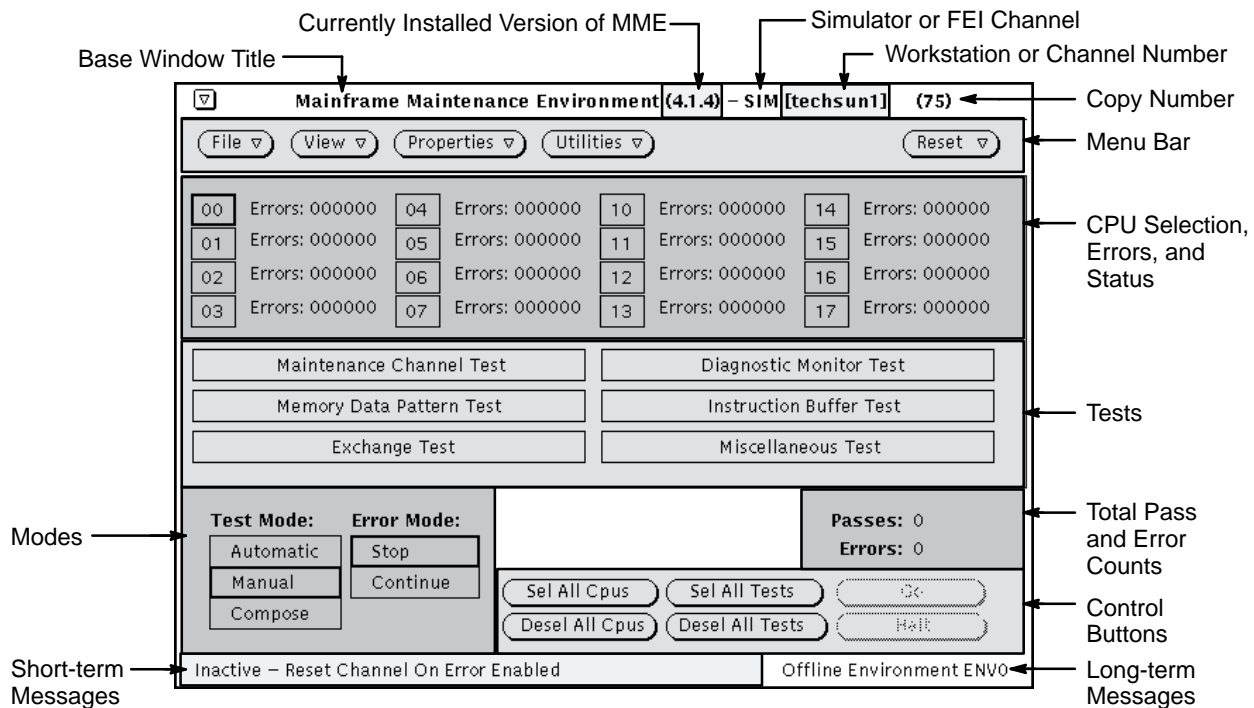 Currently Installed Version of MME
Simulator or FEI Channel
Base Window Title
Workstation or Channel Number
Mainframe Maintenance Environment (4.1.4) – SIM [techsun1] (75)
Copy Number
File View Properties Utilities Reset
Menu Bar
00 Errors: 000000 04 Errors: 000000 10 Errors: 000000 14 Errors: 000000
01 Errors: 000000 05 Errors: 000000 11 Errors: 000000 15 Errors: 000000
02 Errors: 000000 06 Errors: 000000 12 Errors: 000000 16 Errors: 000000
03 Errors: 000000 07 Errors: 000000 13 Errors: 000000 17 Errors: 000000
CPU Selection,
Errors, and
Status
Maintenance Channel Test Diagnostic Monitor Test
Memory Data Pattern Test Instruction Buffer Test
Exchange Test Miscellaneous Test
Tests
Modes
Test Mode: Error Mode:
Automatic Stop
Manual Continue
Compose
Passes: 0
Errors: 0
Total Pass
and Error
Counts
Sel All Cpus Sel All Tests Go
Desel All Cpus Desel All Tests Halt
Control
Buttons
Short-term
Messages
Inactive – Reset Channel On Error Enabled
Offline Environment ENV0
Long-term
Messages